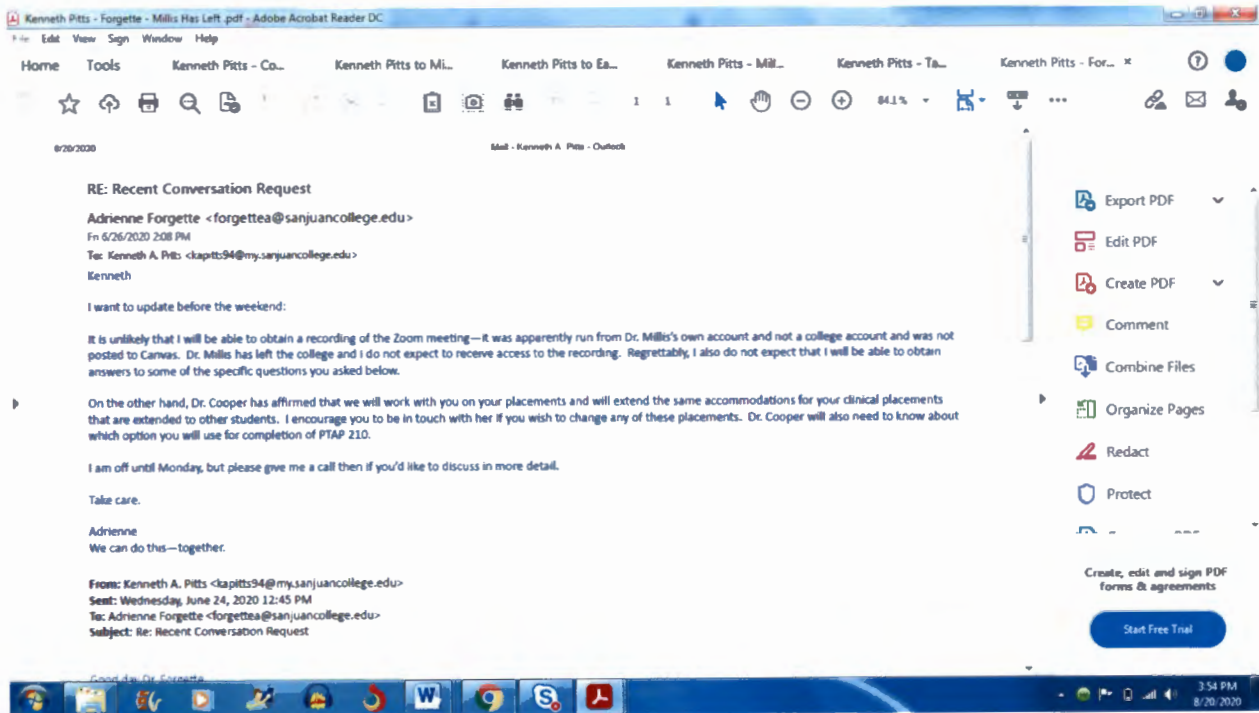 Kenneth Pitts - Forgette - Millis Has Left .pdf - Adobe Acrobat Reader DC
File Edit View Sign Window Help
Home Tools Kenneth Pitts - Co... Kenneth Pitts to Mi... Kenneth Pitts to Ea... Kenneth Pitts - Mill... Kenneth Pitts - Ta... Kenneth Pitts - For... ×
1 1 84.1%
8/20/2020 Mail - Kenneth A. Pitts - Outlook
RE: Recent Conversation Request
Adrienne Forgette <forgettea@sanjuancollege.edu>
Fri 6/26/2020 2:08 PM
To: Kenneth A. Pitts <kapitts94@my.sanjuancollege.edu>
Kenneth
I want to update before the weekend:
It is unlikely that I will be able to obtain a recording of the Zoom meeting—it was apparently run from Dr. Millis's own account and not a college account and was not
posted to Canvas. Dr. Millis has left the college and I do not expect to receive access to the recording. Regrettably, I also do not expect that I will be able to obtain
answers to some of the specific questions you asked below.
On the other hand, Dr. Cooper has affirmed that we will work with you on your placements and will extend the same accommodations for your clinical placements
that are extended to other students. I encourage you to be in touch with her if you wish to change any of these placements. Dr. Cooper will also need to know about
which option you will use for completion of PTAP 210.
I am off until Monday, but please give me a call then if you'd like to discuss in more detail.
Take care.
Adrienne
We can do this—together.
From: Kenneth A. Pitts <kapitts94@my.sanjuancollege.edu>
Sent: Wednesday, June 24, 2020 12:45 PM
To: Adrienne Forgette <forgettea@sanjuancollege.edu>
Subject: Re: Recent Conversation Request
Good day Dr. Forgette
Export PDF
Edit PDF
Create PDF
Comment
Combine Files
Organize Pages
Redact
Protect
Create, edit and sign PDF
forms & agreements
Start Free Trial
3:54 PM
8/20/2020